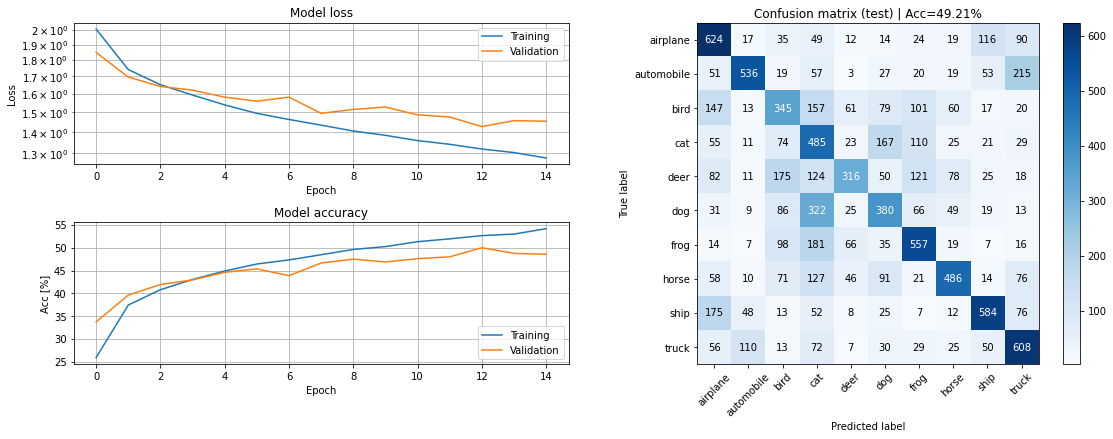 Model loss
2 × 10⁰
1.9 × 10⁰
1.8 × 10⁰
1.7 × 10⁰
1.6 × 10⁰
1.5 × 10⁰
1.4 × 10⁰
1.3 × 10⁰
Loss
Training
Validation
0 2 4 6 8 10 12 14
Epoch
Model accuracy
55
50
45
40
35
30
25
Acc [%]
Training
Validation
0 2 4 6 8 10 12 14
Epoch
Confusion matrix (test) | Acc=49.21%
True label
airplane 624 17 35 49 12 14 24 19 116 90
automobile 51 536 19 57 3 27 20 19 53 215
bird 147 13 345 157 61 79 101 60 17 20
cat 55 11 74 485 23 167 110 25 21 29
deer 82 11 175 124 316 50 121 78 25 18
dog 31 9 86 322 25 380 66 49 19 13
frog 14 7 98 181 66 35 557 19 7 16
horse 58 10 71 127 46 91 21 486 14 76
ship 175 48 13 52 8 25 7 12 584 76
truck 56 110 13 72 7 30 29 25 50 608
airplane automobile bird cat deer dog frog horse ship truck
Predicted label
600
500
400
300
200
100